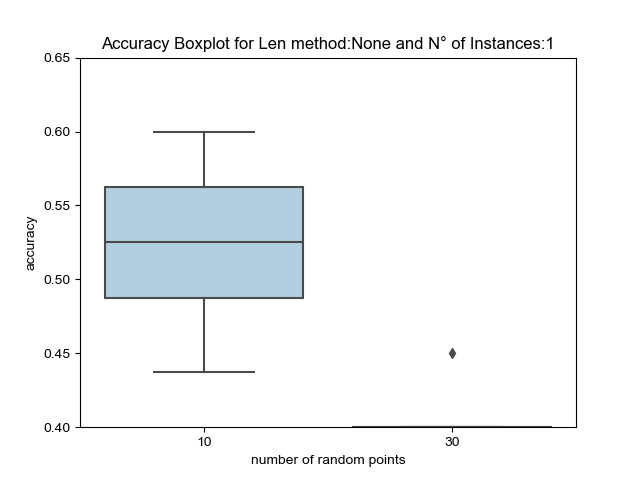 Accuracy Boxplot for Len method:None and N° of Instances:1
0.65
0.60
0.55
0.50
0.45
0.40
accuracy
10
30
number of random points